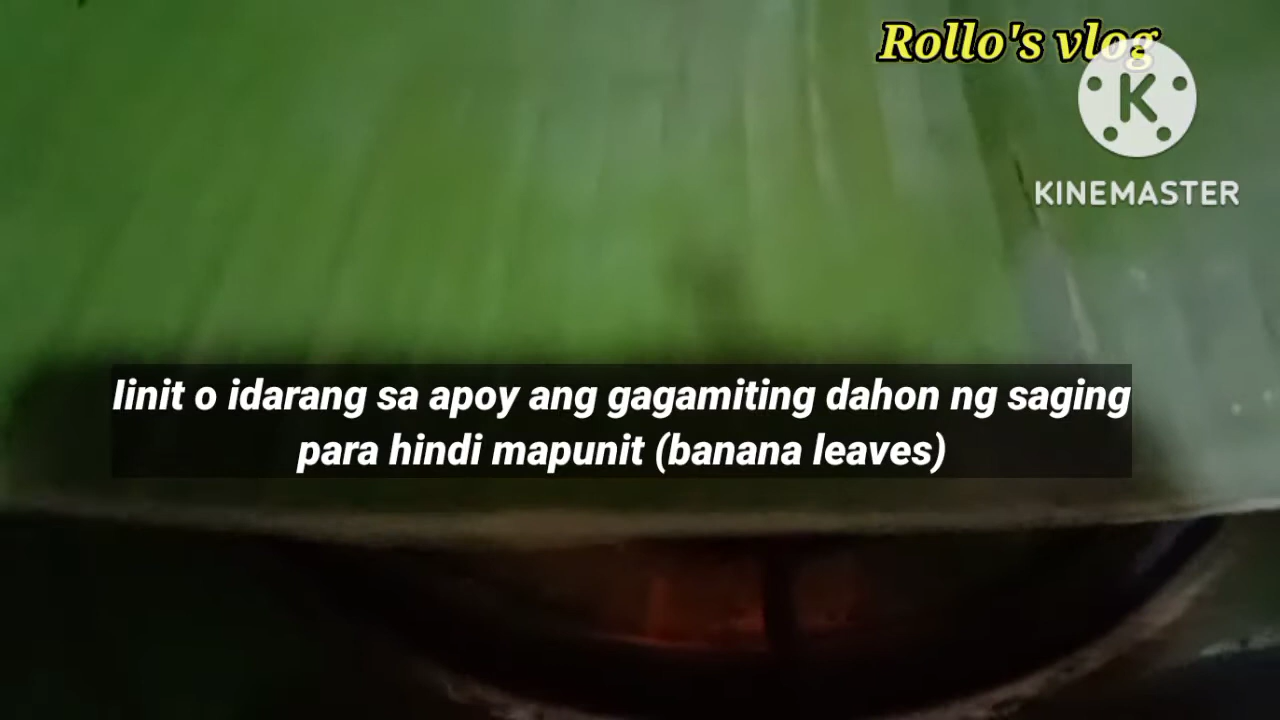 Rollo's vlog
K
KINEMASTER
Iinit o idarang sa apoy ang gagamiting dahon ng saging
para hindi mapunit (banana leaves)